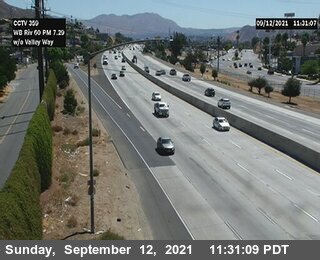 CCTV 369
WB Riv 60 PM 7.29
w/o Valley Way
09/12/2021 11:31:07
Sunday, September 12, 2021 11:31:09 PDT